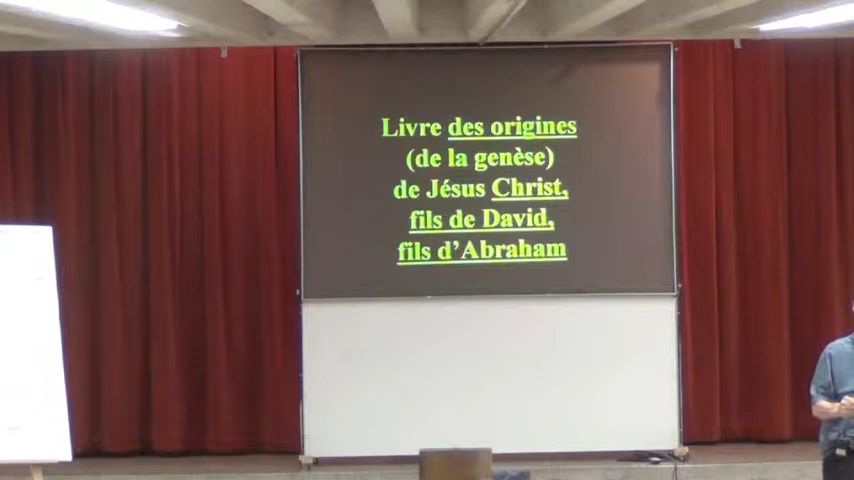 Livre des origines
(de la genèse)
de Jésus Christ,
fils de David,
fils d’Abraham